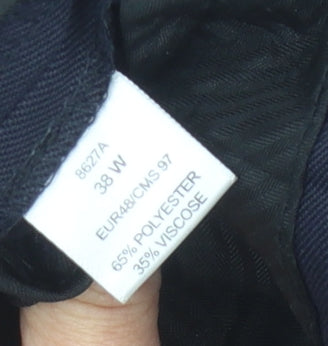 8627A
38 W
EUR48/CMS 97
65% POLYESTER
35% VISCOSE